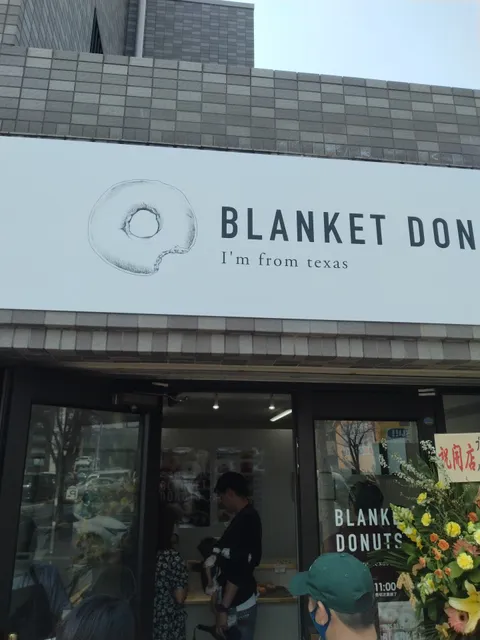 BLANKET DON
I'm from texas
祝開店
BLANKE
DONUTS
11:00